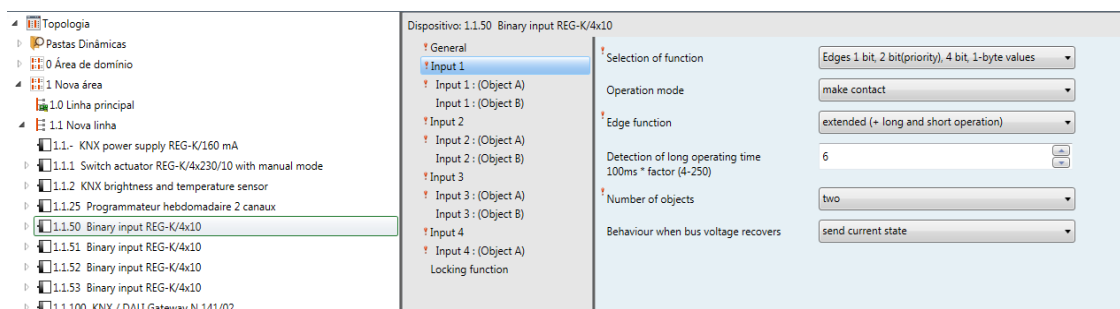 Topologia
Pastas Dinâmicas
0 Área de domínio
1 Nova área
1.0 Linha principal
1.1 Nova linha
1.1.- KNX power supply REG-K/160 mA
1.1.1 Switch actuator REG-K/4x230/10 with manual mode
1.1.2 KNX brightness and temperature sensor
1.1.25 Programmateur hebdomadaire 2 canaux
1.1.50 Binary input REG-K/4x10
1.1.51 Binary input REG-K/4x10
1.1.52 Binary input REG-K/4x10
1.1.53 Binary input REG-K/4x10
1.1.100 KNX / DALI Gateway N 141/02
Dispositivo: 1.1.50 Binary input REG-K/4x10
General
Input 1
Input 1 : (Object A)
Input 1 : (Object B)
Input 2
Input 2 : (Object A)
Input 2 : (Object B)
Input 3
Input 3 : (Object A)
Input 3 : (Object B)
Input 4
Input 4 : (Object A)
Locking function
Selection of function
Edges 1 bit, 2 bit(priority), 4 bit, 1-byte values
Operation mode
make contact
Edge function
extended (+ long and short operation)
Detection of long operating time
100ms * factor (4-250)
6
Number of objects
two
Behaviour when bus voltage recovers
send current state